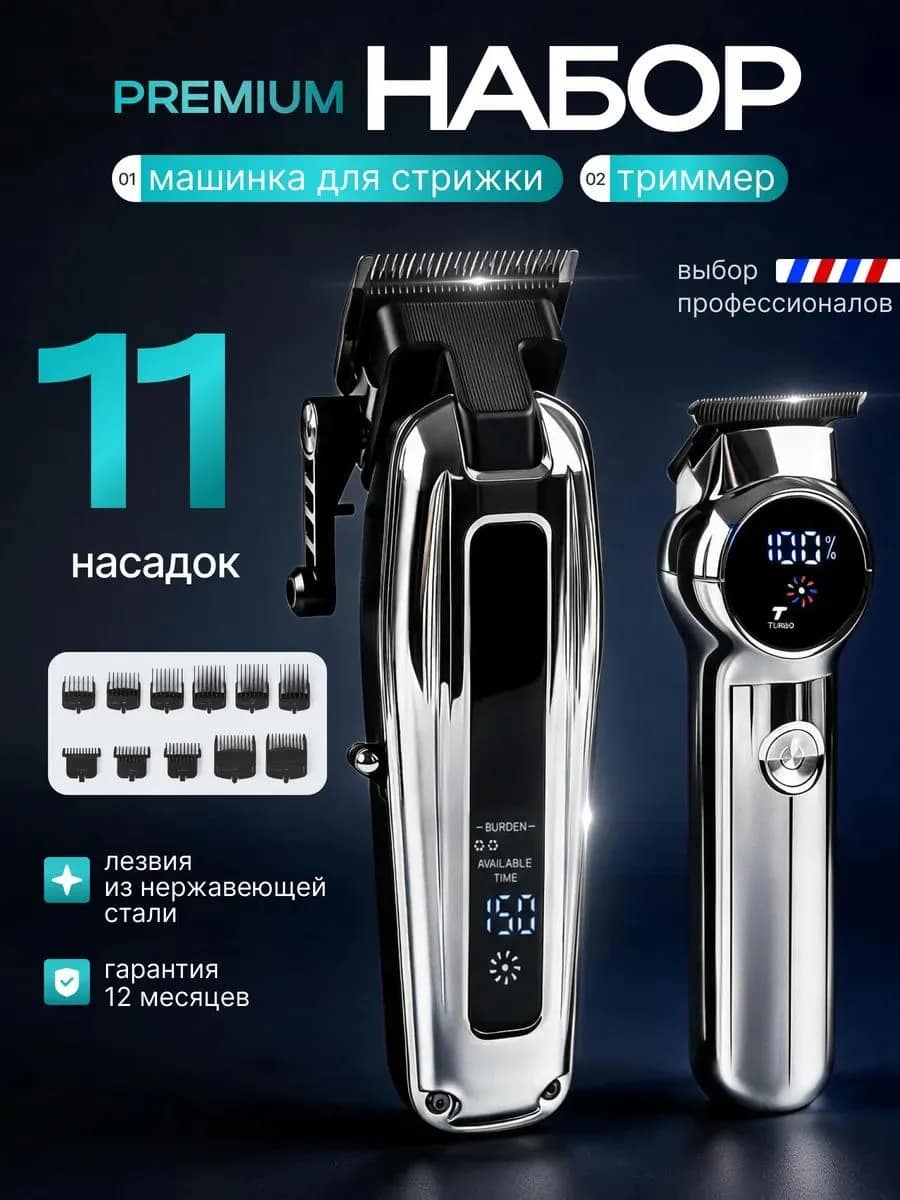 PREMIUM НАБОР
01 машинка для стрижки 02 триммер
выбор
профессионалов
11
насадок
100%
T
TURBO
BURDEN
AVAILABLE
TIME
150
лезвия
из нержавеющей
стали
гарантия
12 месяцев